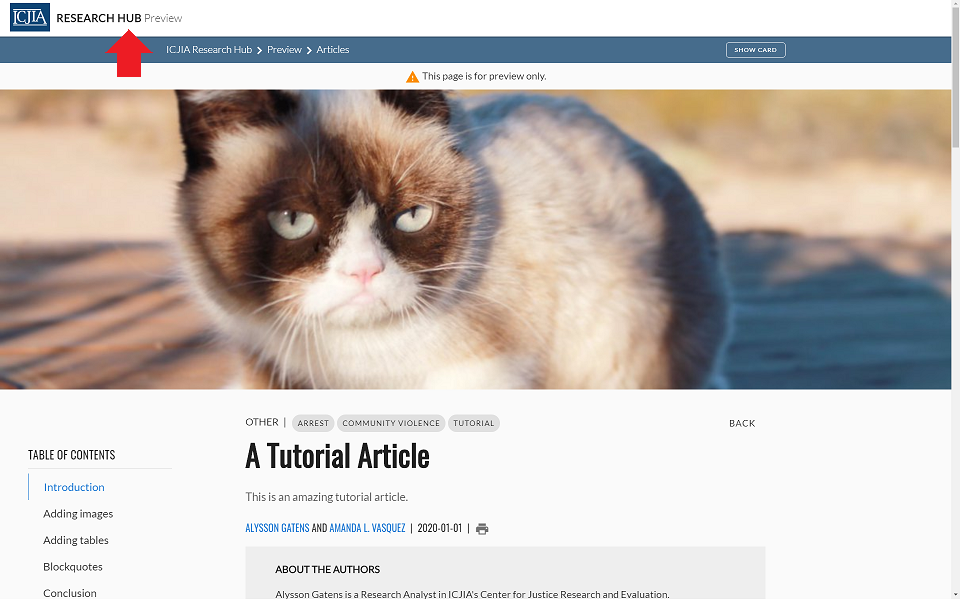 ICJIA RESEARCH HUB Preview
ICJIA Research Hub Preview Articles SHOW CARD
This page is for preview only.
OTHER | ARREST COMMUNITY VIOLENCE TUTORIAL BACK
A Tutorial Article
TABLE OF CONTENTS
Introduction
Adding images
Adding tables
Blockquotes
Conclusion
This is an amazing tutorial article.
ALYSSON GATENS AND AMANDA L. VASQUEZ | 2020-01-01 |
ABOUT THE AUTHORS
Alysson Gatens is a Research Analyst in ICJIA's Center for Justice Research and Evaluation.